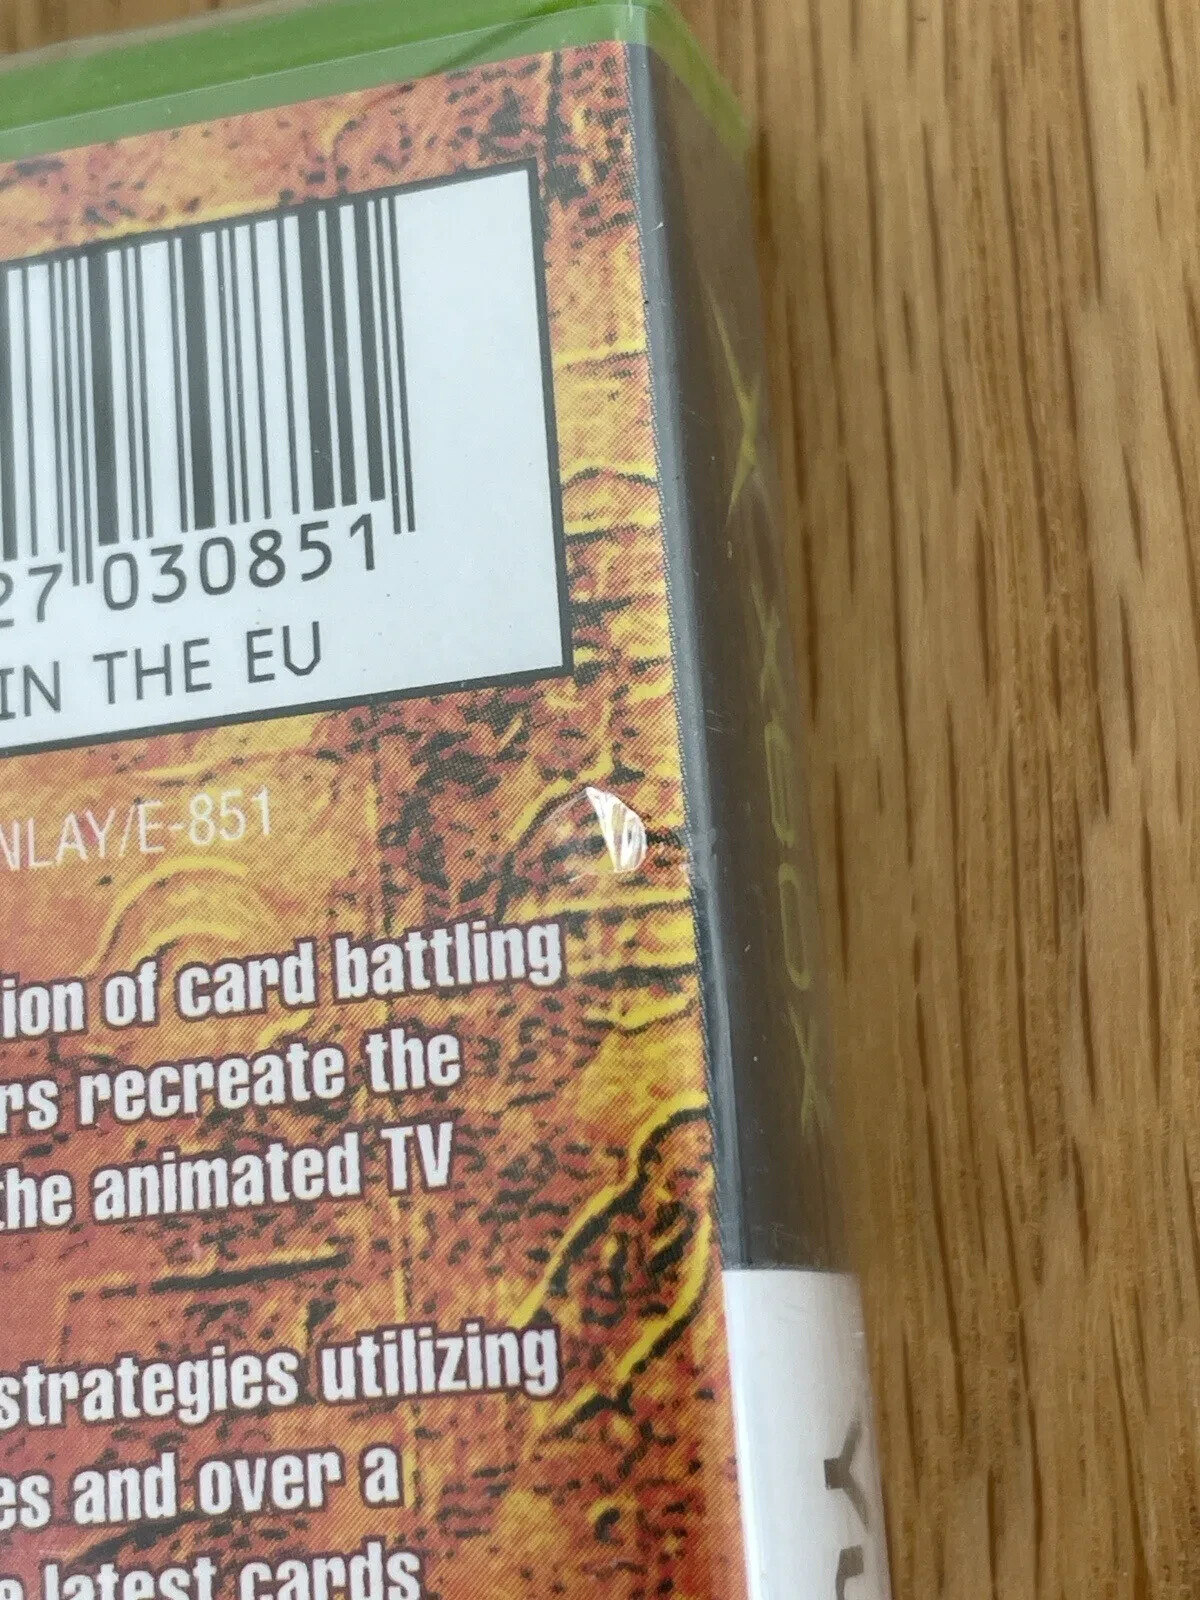 27 030851
IN THE EU
NLAY/E-851
ion of card battling
rs recreate the
the animated TV
strategies utilizing
es and over a
latest cards
XBOX
YU